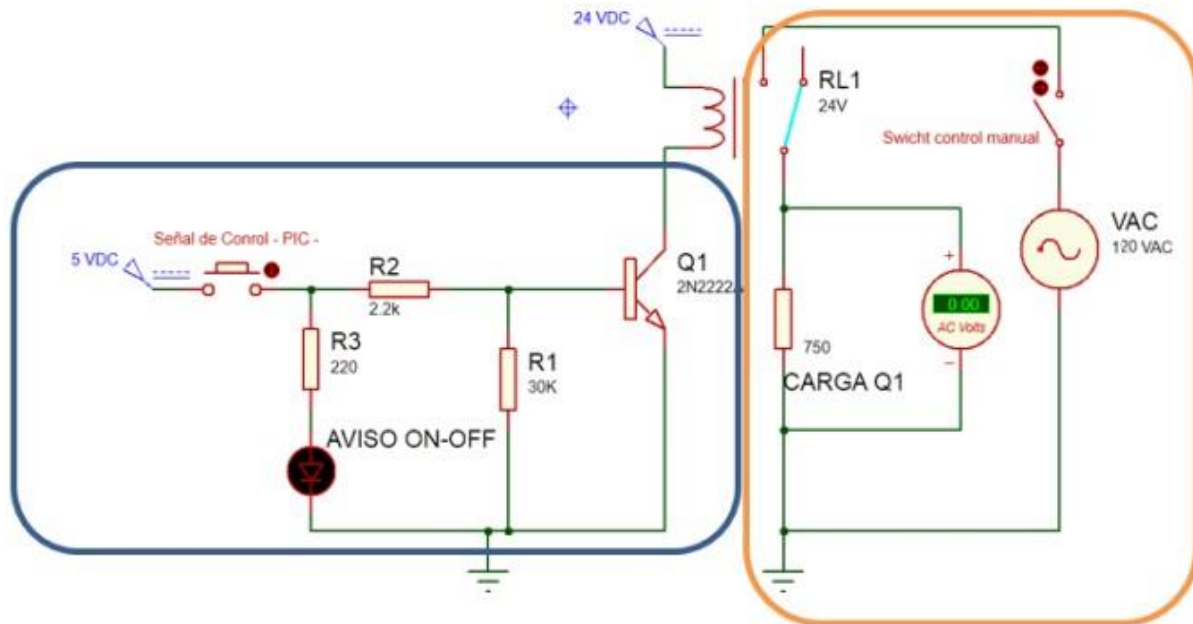 24 VDC
RL1
24V
Swicht control manual
VAC
120 VAC
Señal de Conrol - PIC -
5 VDC
R2
2.2k
Q1
2N2222A
R3
220
R1
30K
+
0.00
AC Volts
−
750
CARGA Q1
AVISO ON-OFF